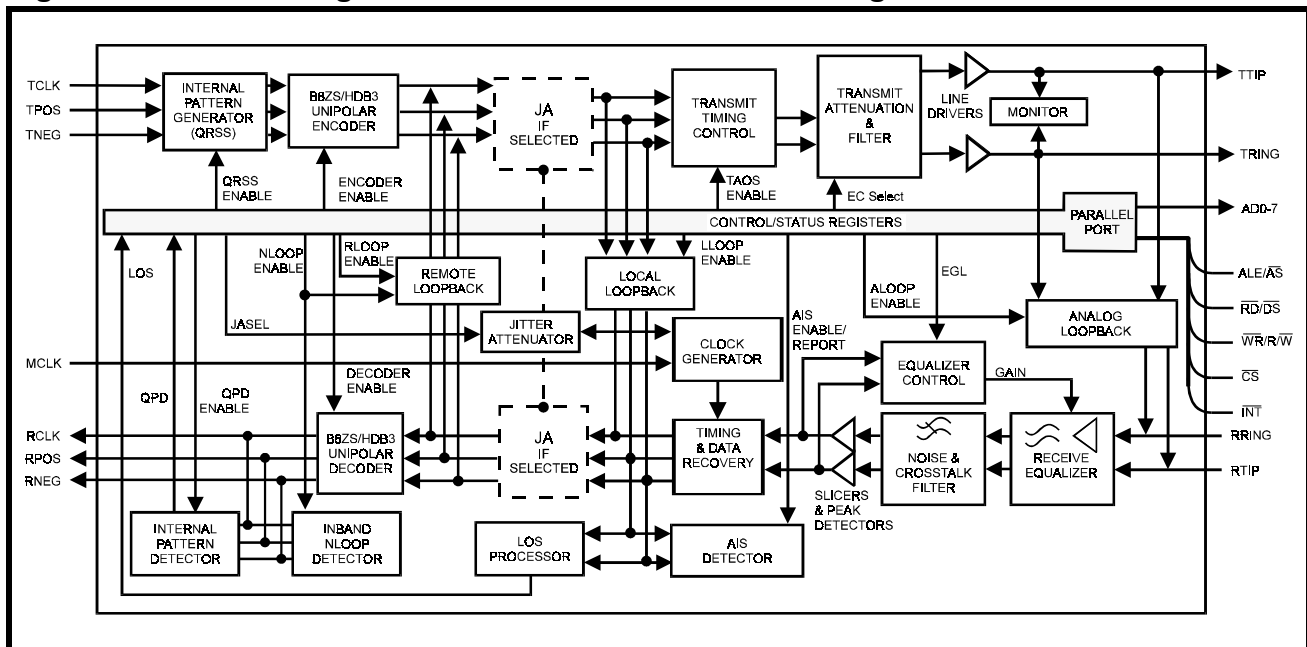 TCLK
TPOS
TNEG
INTERNAL
PATTERN
GENERATOR
(QRSS)
B8ZS/HDB3
UNIPOLAR
ENCODER
JA
IF
SELECTED
TRANSMIT
TIMING
CONTROL
TRANSMIT
ATTENUATION
&
FILTER
LINE
DRIVERS
MONITOR
TTIP
TRING
QRSS
ENABLE
ENCODER
ENABLE
TAOS
ENABLE
EC Select
CONTROL/STATUS REGISTERS
PARALLEL
PORT
AD0-7
ALE/AS
RD/DS
WR/R/W
CS
INT
LOS
NLOOP
ENABLE
RLOOP
ENABLE
REMOTE
LOOPBACK
LLOOP
ENABLE
LOCAL
LOOPBACK
ALOOP
ENABLE
EGL
ANALOG
LOOPBACK
JASEL
JITTER
ATTENUATOR
CLOCK
GENERATOR
AIS
ENABLE/
REPORT
EQUALIZER
CONTROL
GAIN
MCLK
QPD
QPD
ENABLE
DECODER
ENABLE
RCLK
RPOS
RNEG
B8ZS/HDB3
UNIPOLAR
DECODER
JA
IF
SELECTED
TIMING
& DATA
RECOVERY
SLICERS
& PEAK
DETECTORS
NOISE &
CROSSTALK
FILTER
RECEIVE
EQUALIZER
RRING
RTIP
INTERNAL
PATTERN
DETECTOR
INBAND
NLOOP
DETECTOR
LOS
PROCESSOR
AIS
DETECTOR